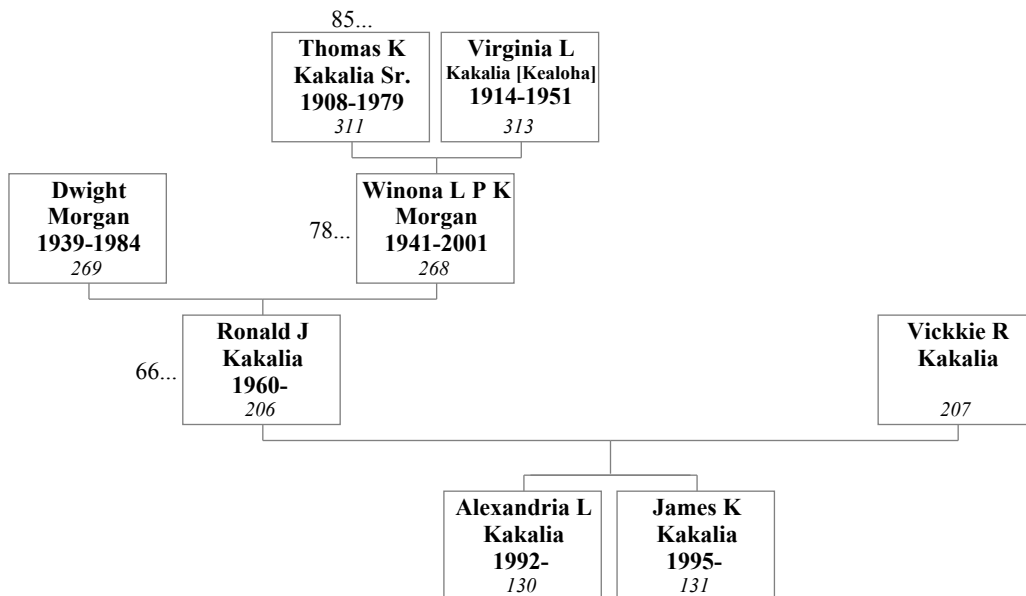 85...
Thomas K
Kakalia Sr.
1908-1979
311
Virginia L
Kakalia [Kealoha]
1914-1951
313
Dwight
Morgan
1939-1984
269
78...
Winona L P K
Morgan
1941-2001
268
66...
Ronald J
Kakalia
1960-
206
Vickkie R
Kakalia
207
Alexandria L
Kakalia
1992-
130
James K
Kakalia
1995-
131